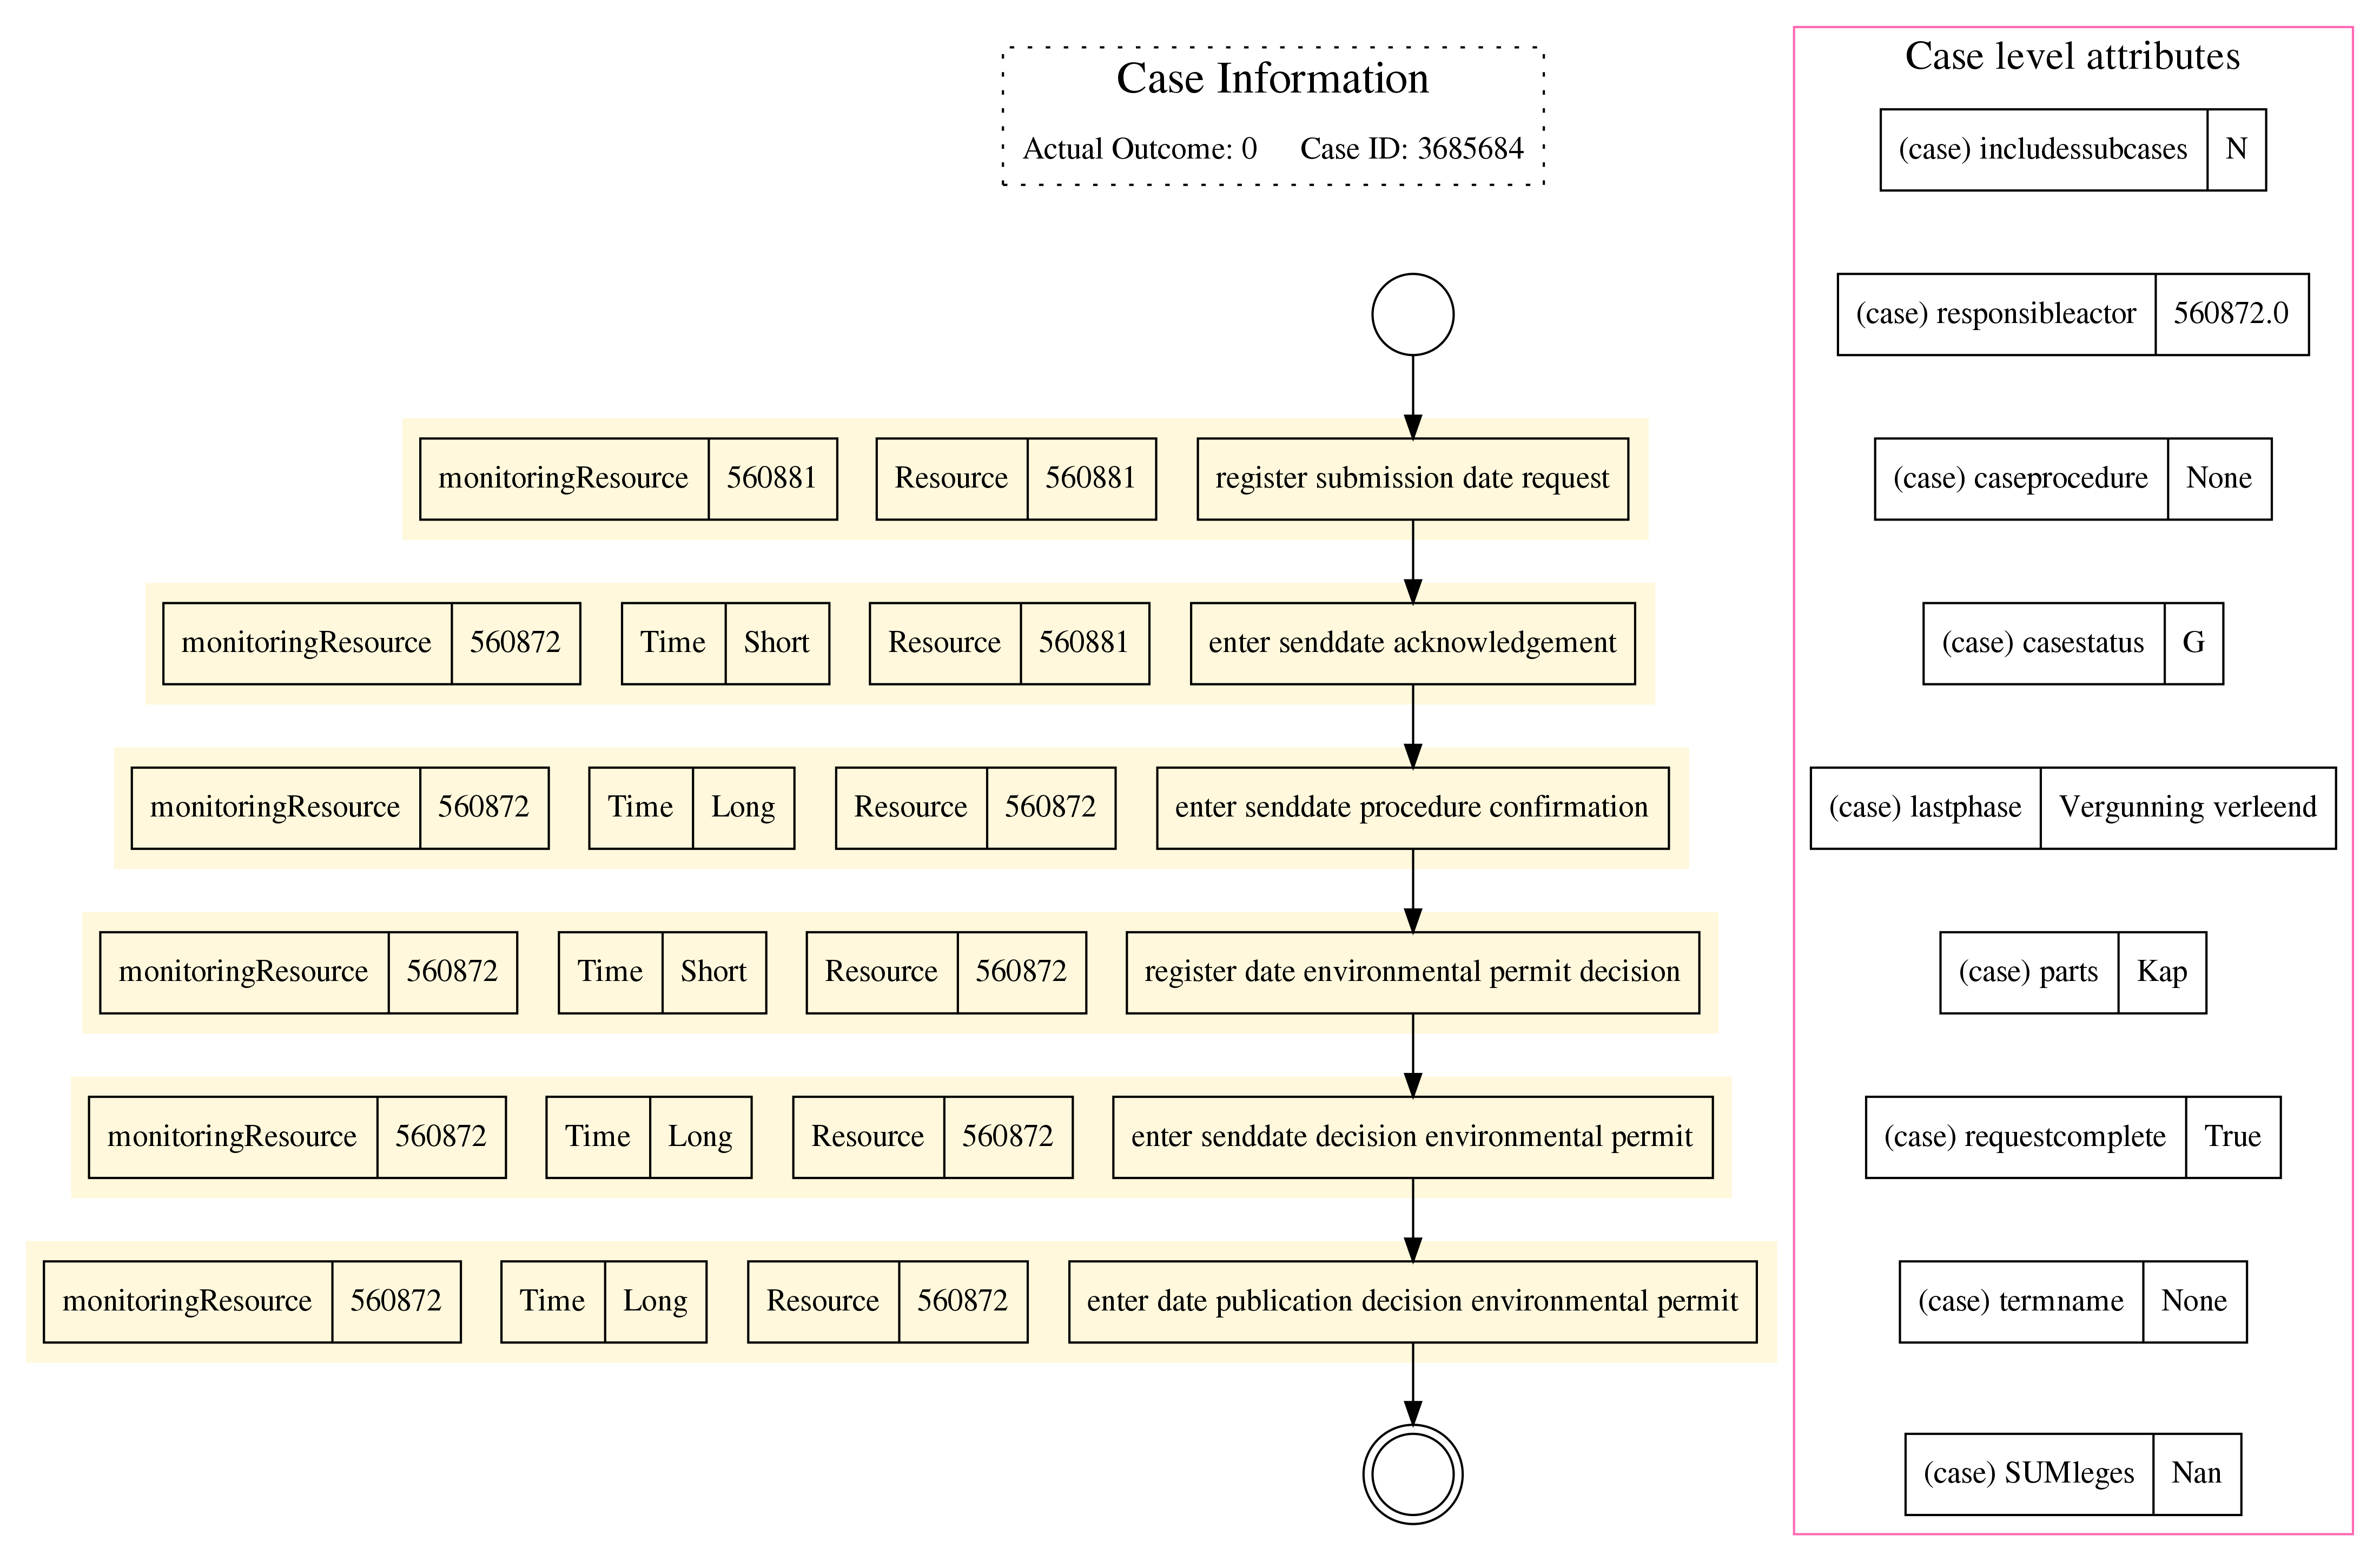 Case Information
Actual Outcome: 0 Case ID: 3685684
monitoringResource 560881 Resource 560881 register submission date request
monitoringResource 560872 Time Short Resource 560881 enter senddate acknowledgement
monitoringResource 560872 Time Long Resource 560872 enter senddate procedure confirmation
monitoringResource 560872 Time Short Resource 560872 register date environmental permit decision
monitoringResource 560872 Time Long Resource 560872 enter senddate decision environmental permit
monitoringResource 560872 Time Long Resource 560872 enter date publication decision environmental permit
Case level attributes
(case) includessubcases N
(case) responsibleactor 560872.0
(case) caseprocedure None
(case) casestatus G
(case) lastphase Vergunning verleend
(case) parts Kap
(case) requestcomplete True
(case) termname None
(case) SUMleges Nan